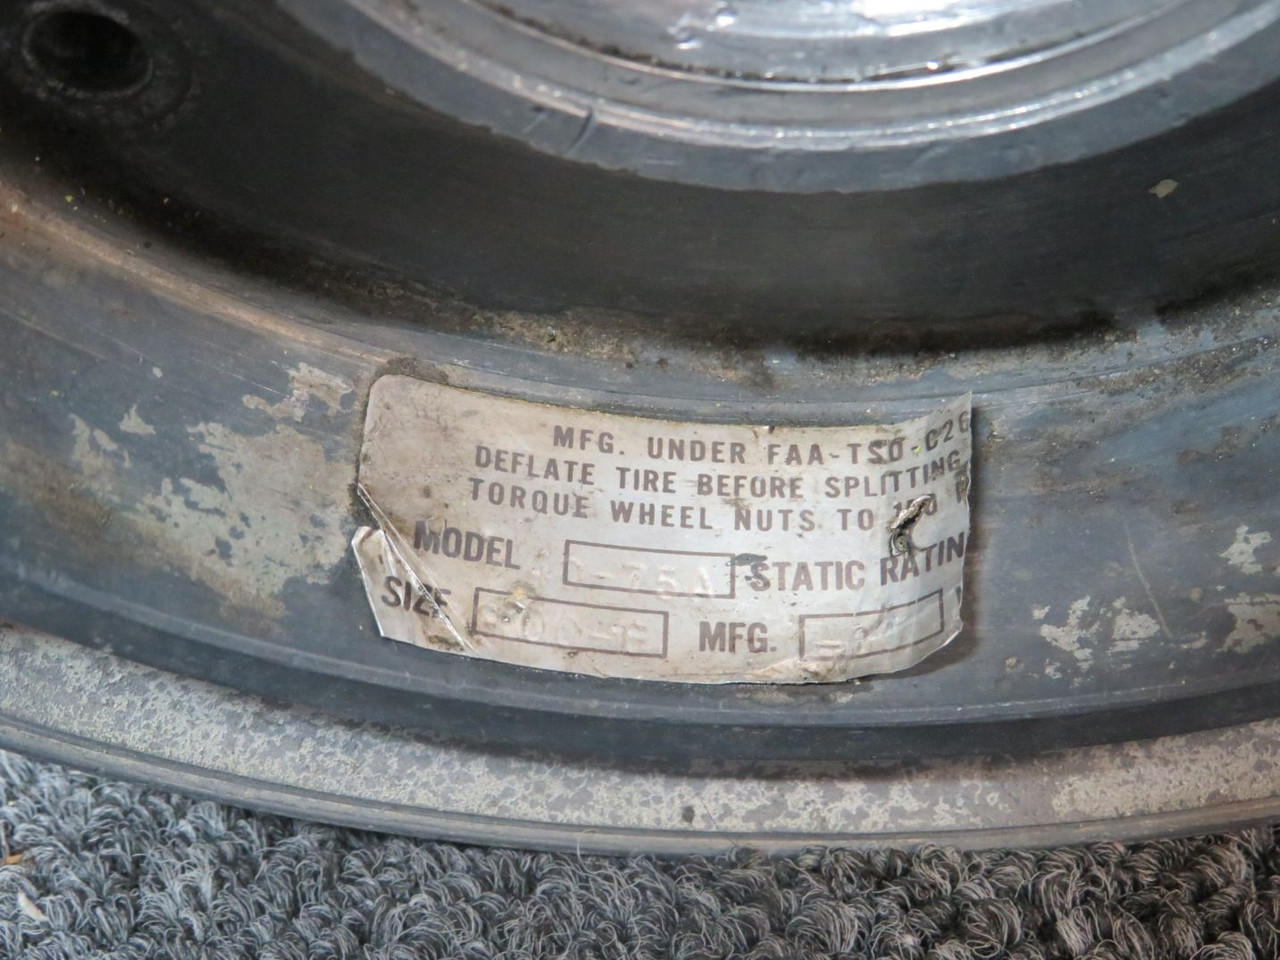 MFG. UNDER FAA-TSO-C26
DEFLATE TIRE BEFORE SPLITTING
TORQUE WHEEL NUTS TO
MODEL STATIC RATIN
SIZE MFG.